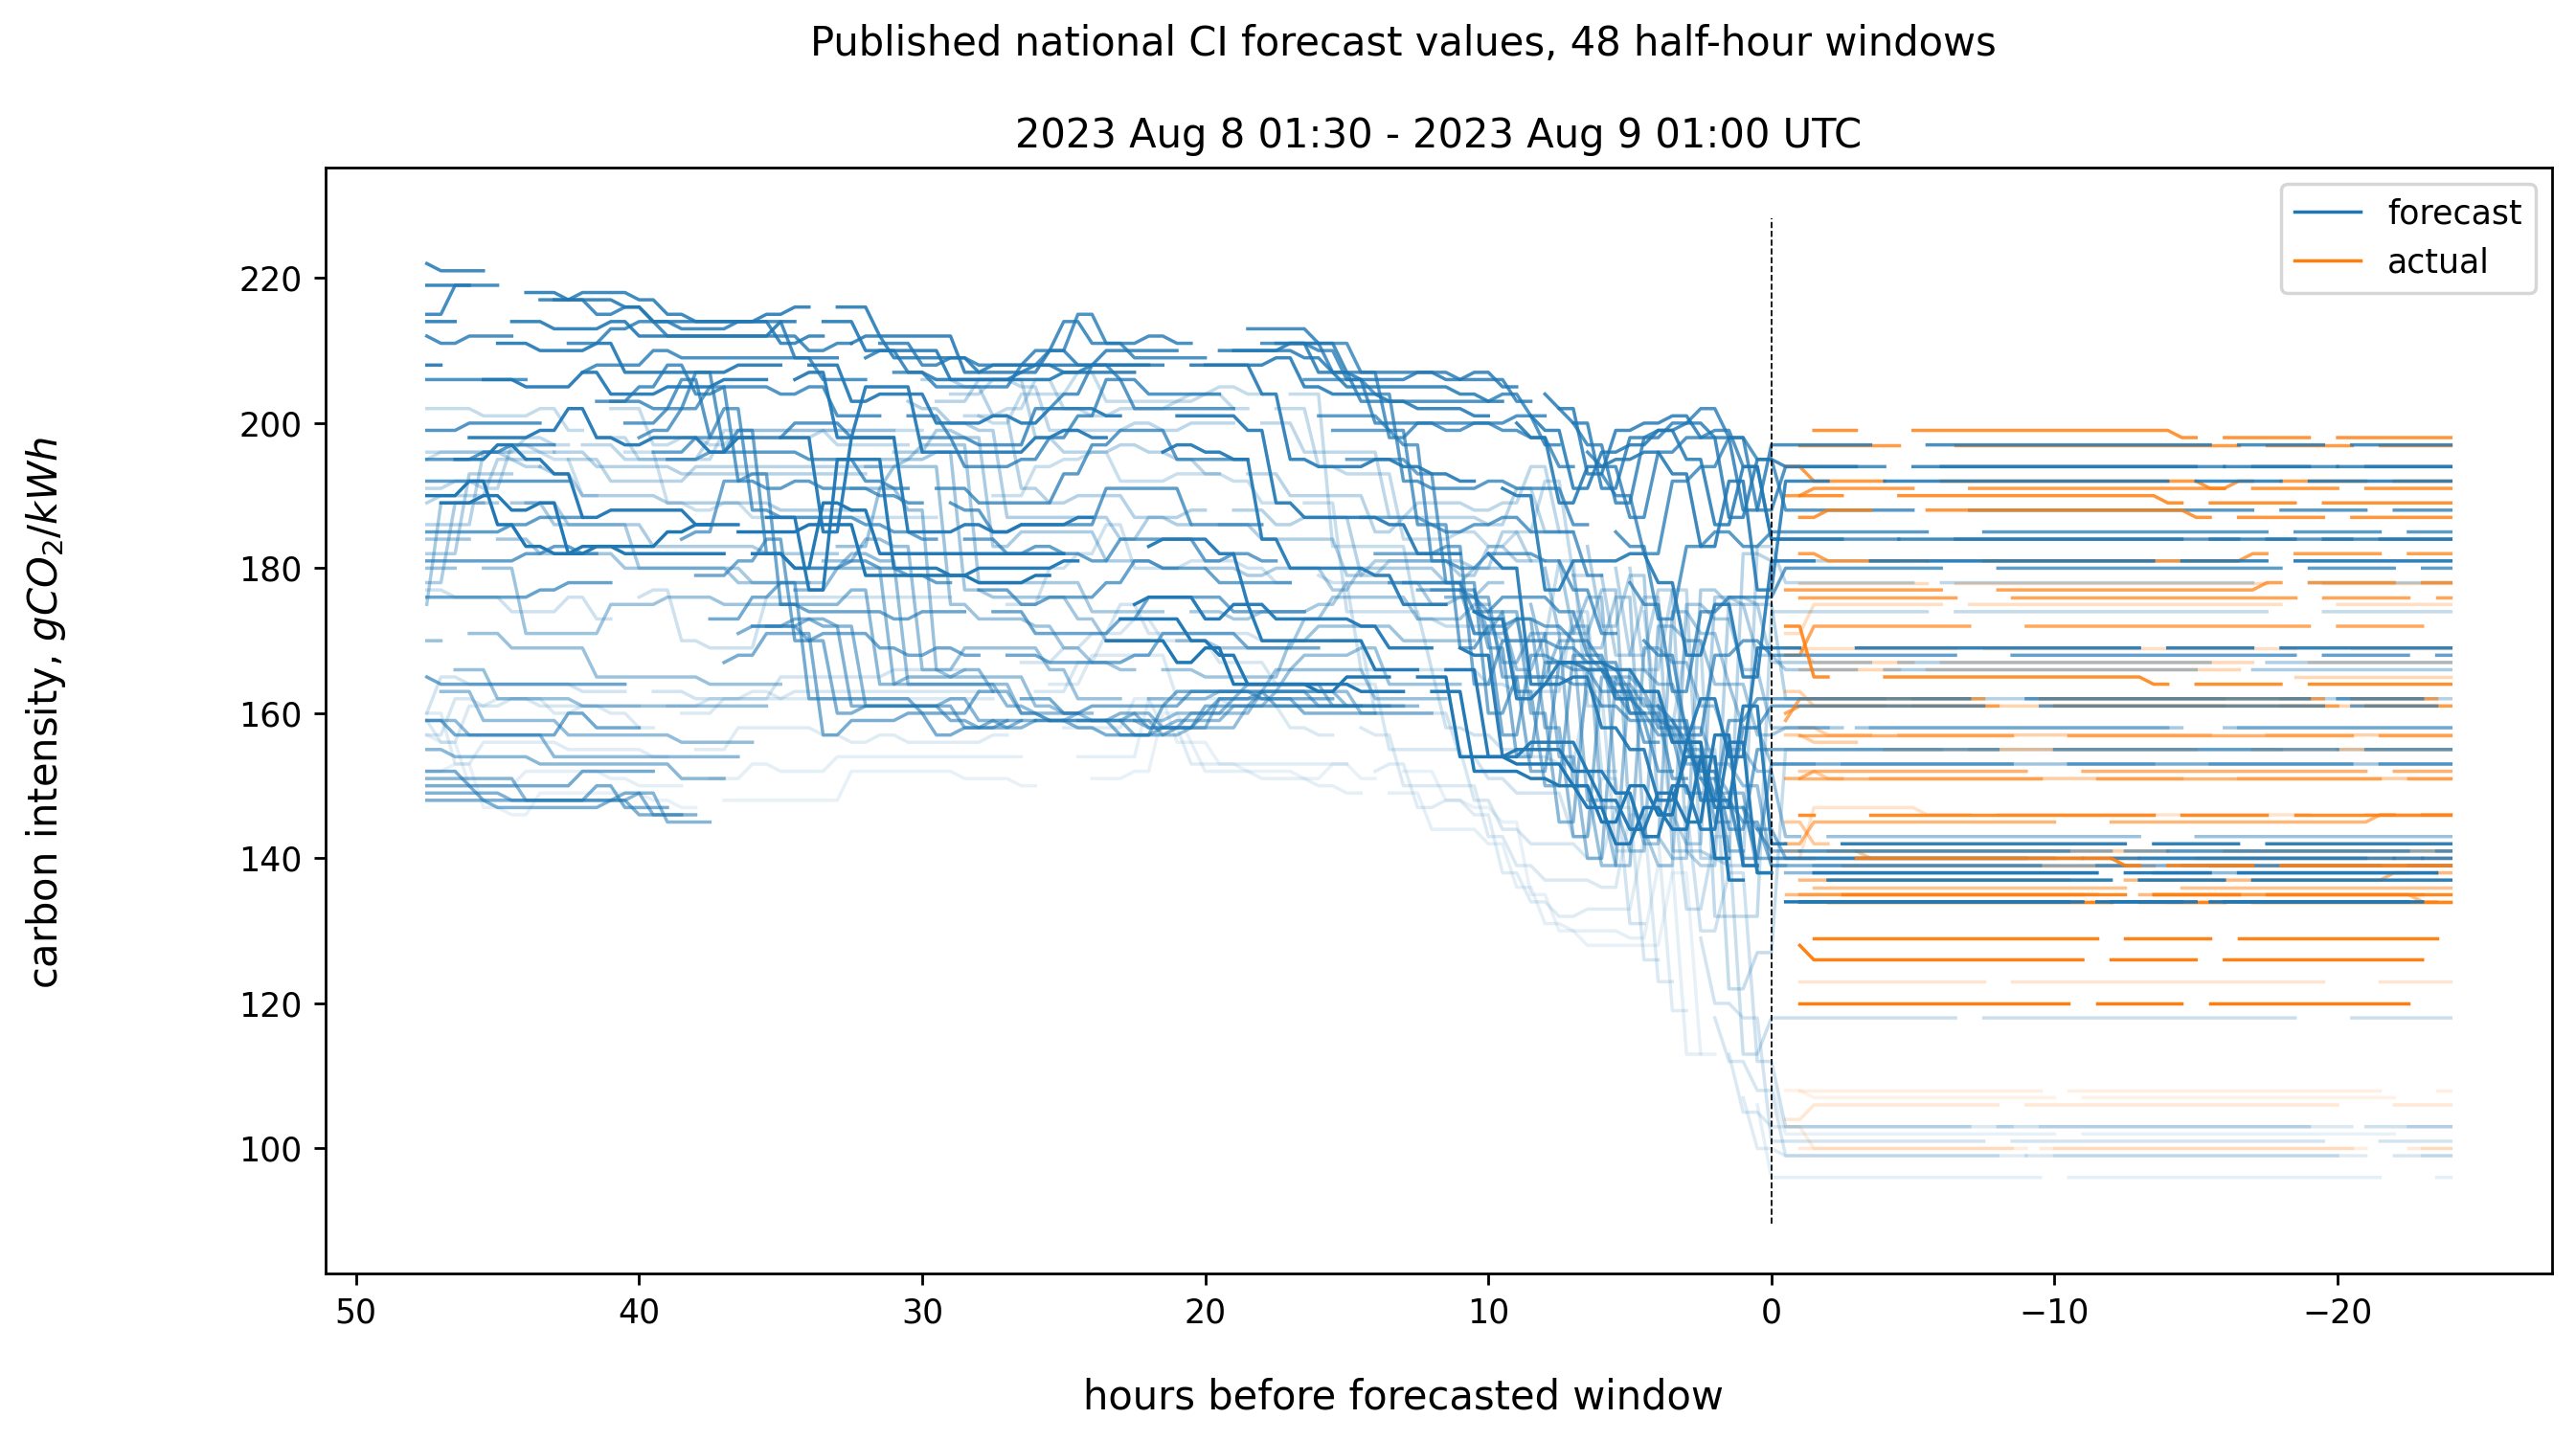 Published national CI forecast values, 48 half-hour windows
2023 Aug 8 01:30 - 2023 Aug 9 01:00 UTC
forecast
actual
carbon intensity, gCO₂/kWh
220
200
180
160
140
120
100
50
40
30
20
10
0
−10
−20
hours before forecasted window